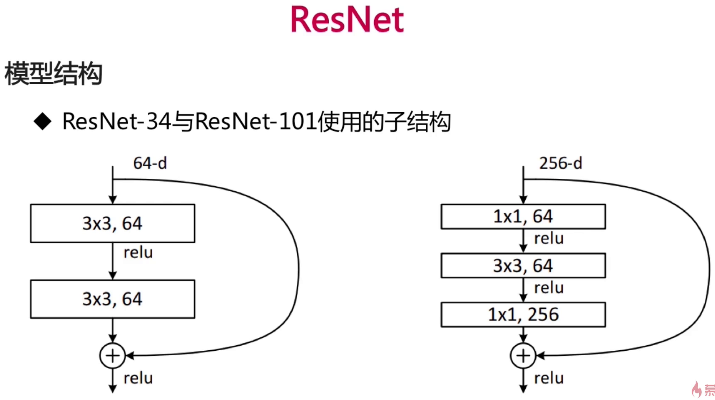 ResNet
模型结构
◆ ResNet-34与ResNet-101使用的子结构
64-d
3x3, 64
relu
3x3, 64
relu
256-d
1x1, 64
relu
3x3, 64
relu
1x1, 256
relu